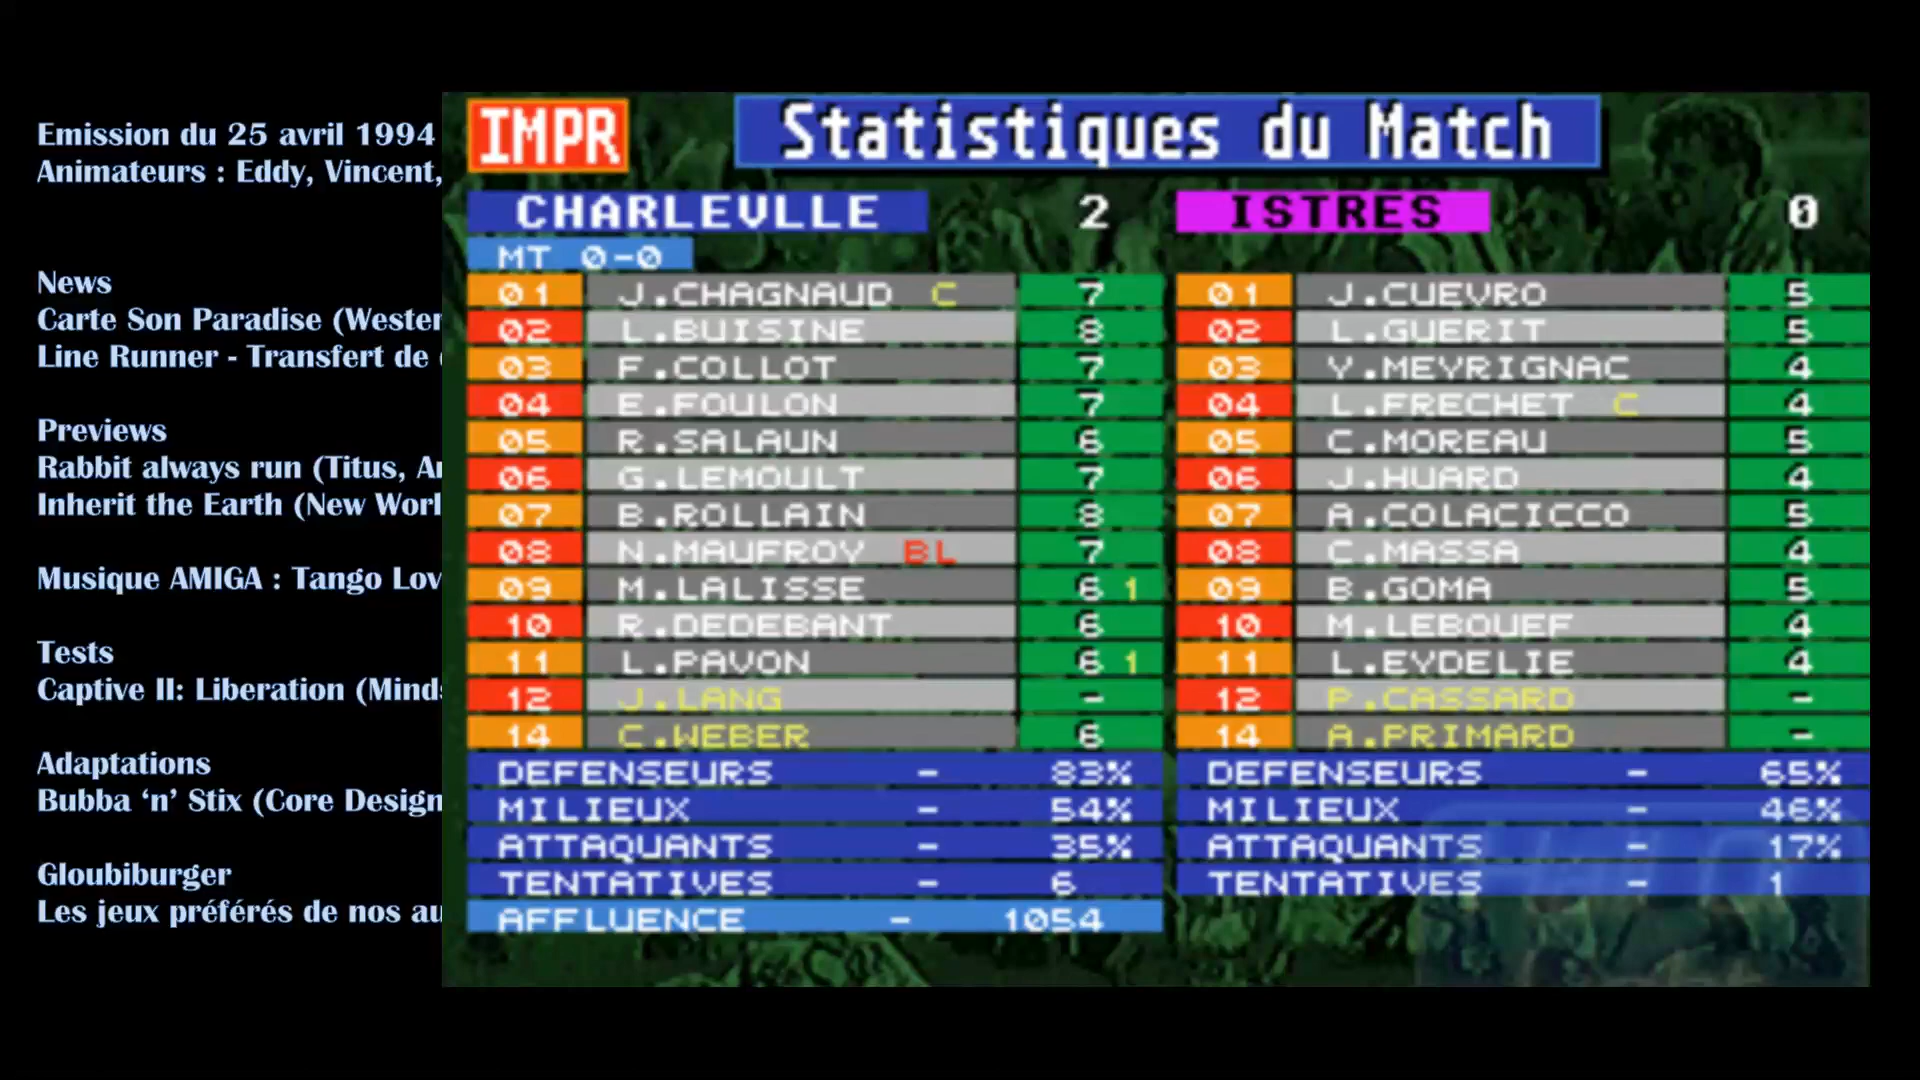 Emission du 25 avril 1994
Animateurs : Eddy, Vincent,
News
Carte Son Paradise (Wester
Line Runner - Transfert de
Previews
Rabbit always run (Titus, A
Inherit the Earth (New Worl
Musique AMIGA : Tango Lov
Tests
Captive II: Liberation (Minds
Adaptations
Bubba ‘n’ Stix (Core Design
Gloubiburger
Les jeux préférés de nos au
IMPR
Statistiques du Match
CHARLEVLLE 2 ISTRES 0
MT 0-0
01 J.CHAGNAUD C 7 01 J.CUEVRO 5
02 L.BUISINE 8 02 L.GUERIT 5
03 F.COLLOT 7 03 Y.MEVRIGNAC 4
04 E.FOULON 7 04 L.FRECHET C 4
05 R.SALAUN 6 05 C.MOREAU 5
06 G.LEMOULT 7 06 J.HUARD 4
07 B.ROLLAIN 8 07 A.COLACICCO 5
08 N.MAUFROY BL 7 08 C.MASSA 4
09 M.LALISSE 6 1 09 B.GOMA 5
10 R.DEDEBANT 6 10 M.LEBOUEF 4
11 L.PAVON 6 1 11 L.EYDELIE 4
12 J.LANG - 12 P.CASSARD -
14 C.WEBER 6 14 A.PRIMARD -
DEFENSEURS - 83% DEFENSEURS - 65%
MILIEUX - 54% MILIEUX - 46%
ATTAQUANTS - 35% ATTAQUANTS - 17%
TENTATIVES - 6 TENTATIVES - 1
AFFLUENCE - 1054